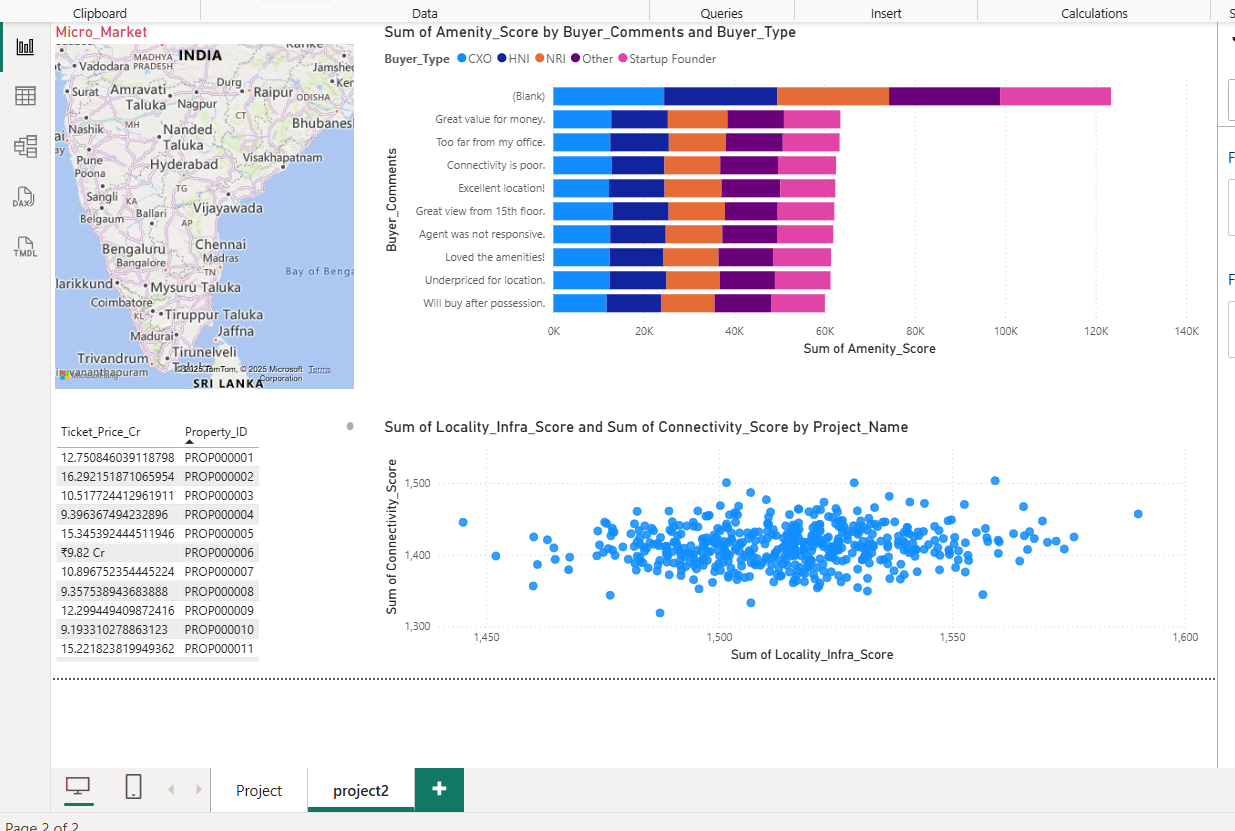 Clipboard Data Queries Insert Calculations
Micro_Market
INDIA
MADHYA
PRADESH
Vadodara
Jamshed
Surat
Amravati
Taluka
Nagpur
Durg
Raipur
ODISHA
MH
CT
Nashik
Nanded
Taluka
Bhubanes
Pune
Poona
Hyderabad
Visakhapatnam
TG
Sangli
KA
Belgaum
Ballari
AP
Vijayawada
Bengaluru
Bangalore
Chennai
Madras
TN
Bay of Benga
larikkund
Mysuru Taluka
Coimbatore
KL
Tiruppur Taluka
Jaffna
Madurai
Trivandrum
Tirunelveli
© 2025 TomTom, © 2025 Microsoft Corporation Terms
SRI LANKA
Sum of Amenity_Score by Buyer_Comments and Buyer_Type
Buyer_Type CXO HNI NRI Other Startup Founder
Buyer_Comments
(Blank)
Great value for money.
Too far from my office.
Connectivity is poor.
Excellent location!
Great view from 15th floor.
Agent was not responsive.
Loved the amenities!
Underpriced for location.
Will buy after possession.
0K 20K 40K 60K 80K 100K 120K 140K
Sum of Amenity_Score
Ticket_Price_Cr Property_ID
12.750846039118798 PROP000001
16.292151871065954 PROP000002
10.517724412961911 PROP000003
9.396367494232896 PROP000004
15.345392444511946 PROP000005
₹9.82 Cr PROP000006
10.896752354445224 PROP000007
9.357538943683888 PROP000008
12.299449409872416 PROP000009
9.193310278863123 PROP000010
15.221823819949362 PROP000011
Sum of Locality_Infra_Score and Sum of Connectivity_Score by Project_Name
Sum of Connectivity_Score
1,500
1,400
1,300
1,450 1,500 1,550 1,600
Sum of Locality_Infra_Score
DAX
TMDL
Project project2
Page 2 of 2